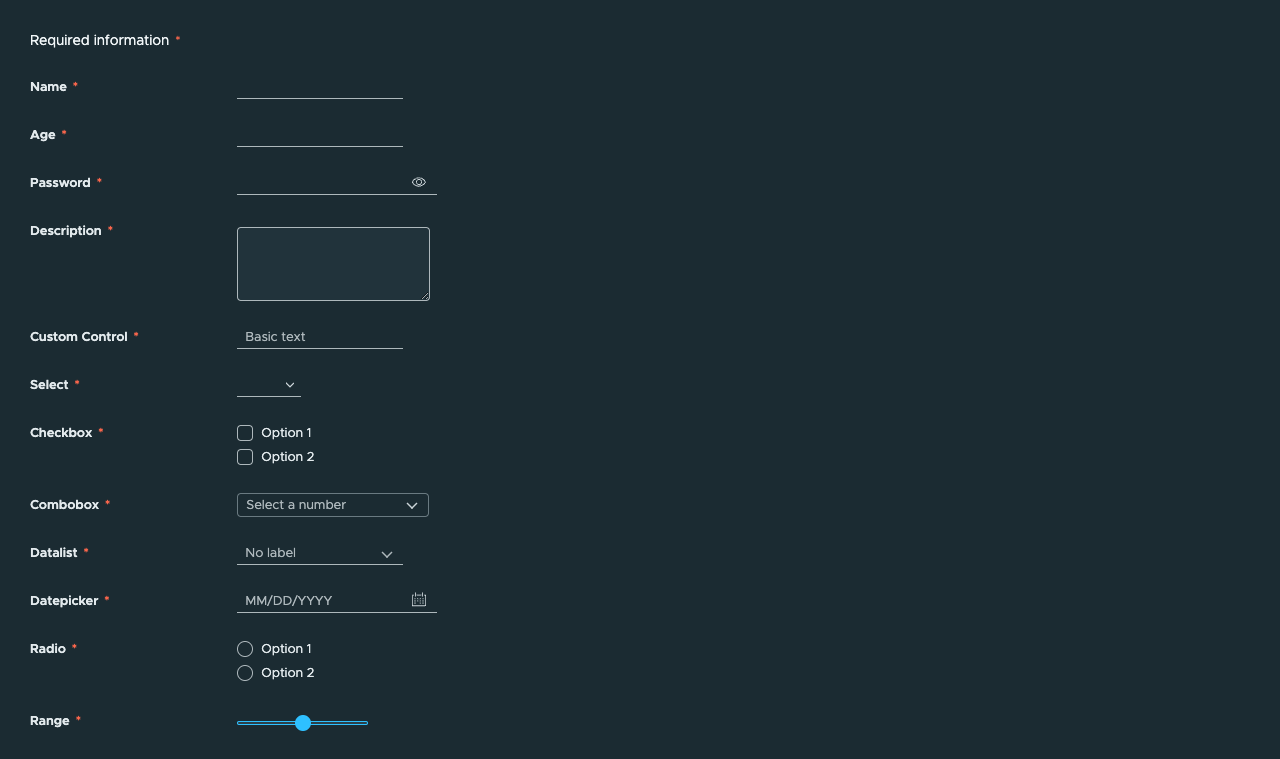 Required information *
Name *
Age *
Password *
Description *
Custom Control * Basic text
Select *
Checkbox * Option 1
Option 2
Combobox * Select a number
Datalist * No label
Datepicker * MM/DD/YYYY
Radio * Option 1
Option 2
Range *